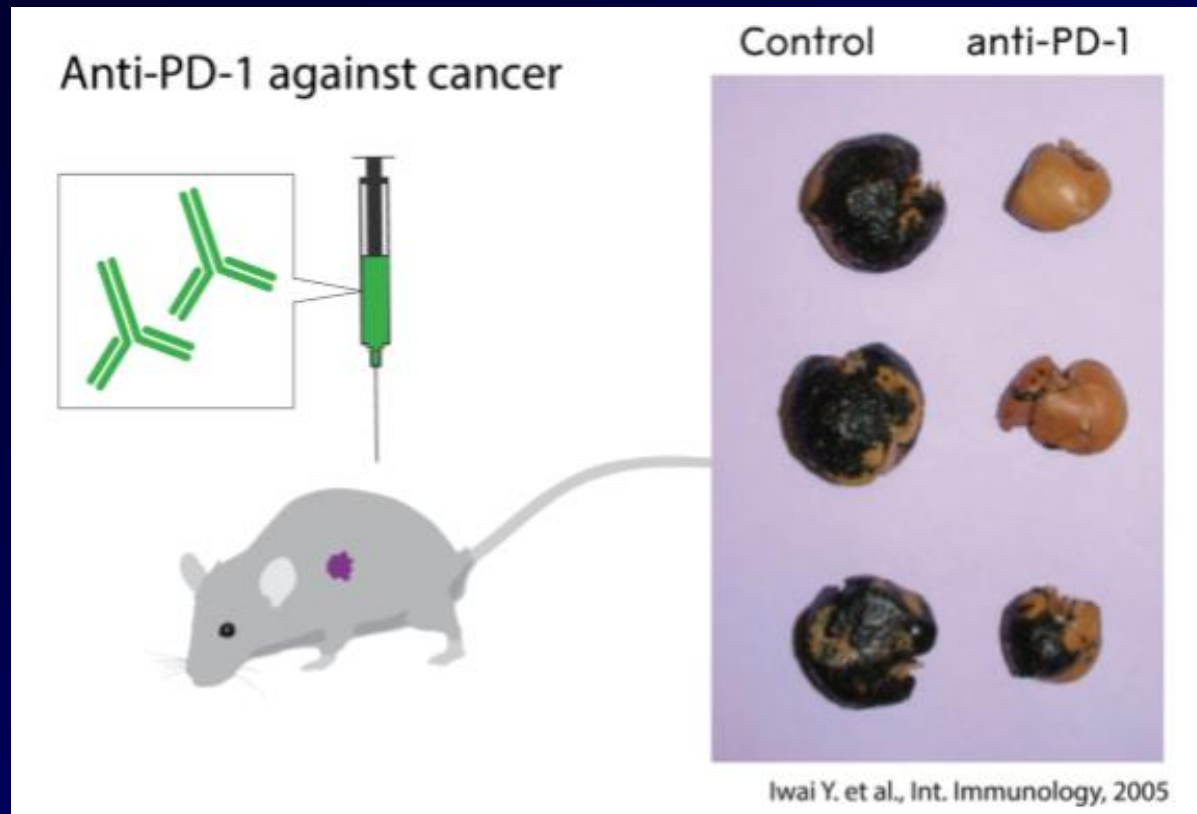 Anti-PD-1 against cancer
Control anti-PD-1
Iwai Y. et al., Int. Immunology, 2005